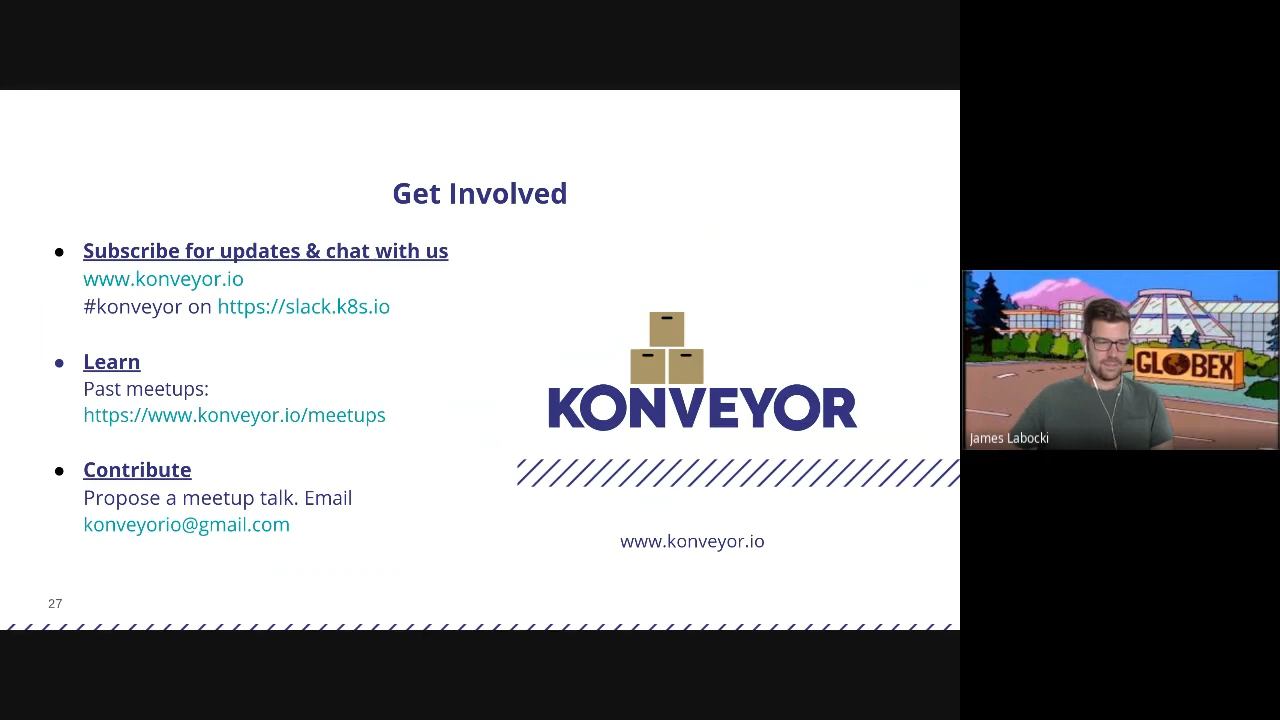 Get Involved
Subscribe for updates & chat with us
www.konveyor.io
#konveyor on https://slack.k8s.io
Learn
Past meetups:
https://www.konveyor.io/meetups
Contribute
Propose a meetup talk. Email
konveyorio@gmail.com
KONVEYOR
www.konveyor.io
27
GLOBEX
James Labocki